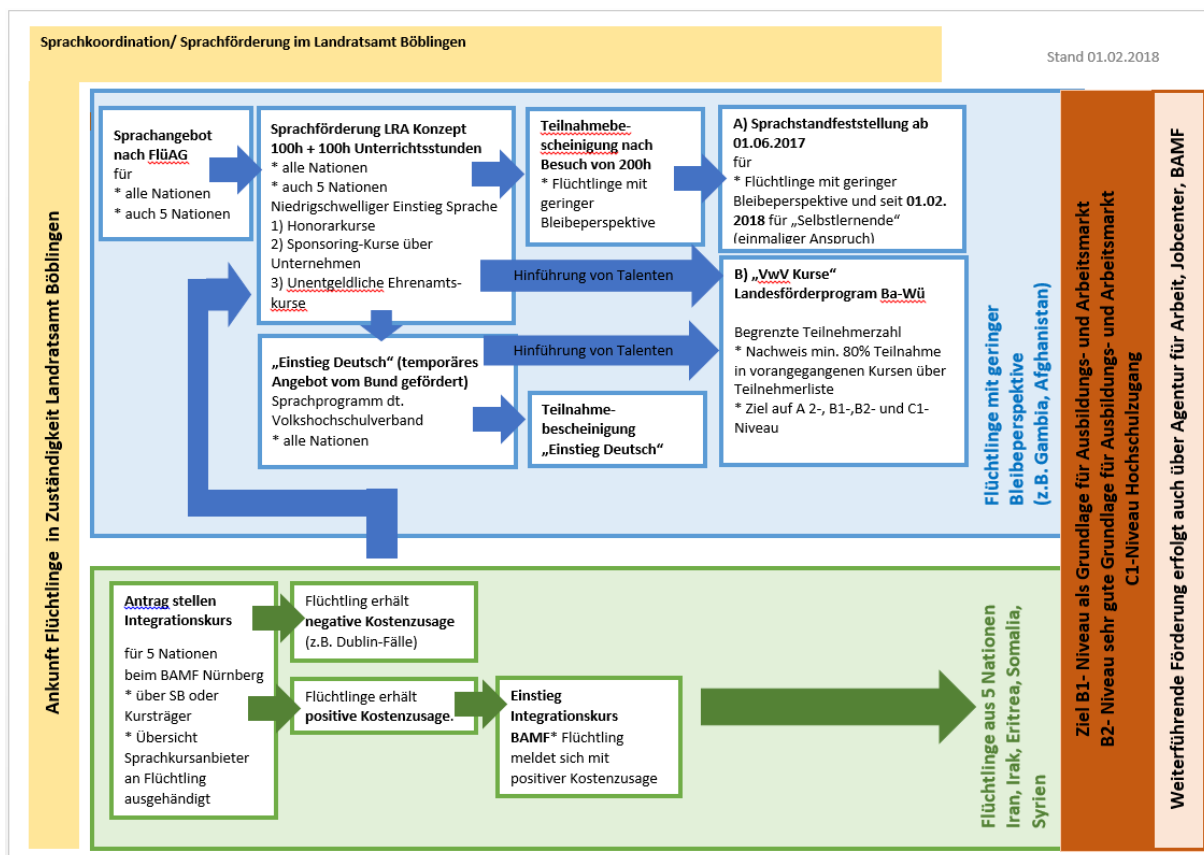 Sprachkoordination/ Sprachförderung im Landratsamt Böblingen
Stand 01.02.2018
Ankunft Flüchtlinge in Zuständigkeit Landratsamt Böblingen
Sprachangebot
nach FlüAG
für
* alle Nationen
* auch 5 Nationen
Sprachförderung LRA Konzept
100h + 100h Unterrichtsstunden
* alle Nationen
* auch 5 Nationen
Niedrigschwelliger Einstieg Sprache
1) Honorarkurse
2) Sponsoring-Kurse über
Unternehmen
3) Unentgeldliche Ehrenamts-
kurse
Teilnahmebe-
scheinigung nach
Besuch von 200h
* Flüchtlinge mit
geringer
Bleibeperspektive
A) Sprachstandfeststellung ab
01.06.2017
für
* Flüchtlinge mit geringer
Bleibeperspektive und seit 01.02.
2018 für „Selbstlernende“
(einmaliger Anspruch)
Hinführung von Talenten
B) „VwV Kurse“
Landesförderprogram Ba-Wü
Begrenzte Teilnehmerzahl
* Nachweis min. 80% Teilnahme
in vorangegangenen Kursen über
Teilnehmerliste
* Ziel auf A 2-, B1-,B2- und C1-
Niveau
„Einstieg Deutsch“ (temporäres
Angebot vom Bund gefördert)
Sprachprogramm dt.
Volkshochschulverband
* alle Nationen
Hinführung von Talenten
Teilnahme-
bescheinigung
„Einstieg Deutsch“
Flüchtlinge mit geringer
Bleibeperspektive
(z.B. Gambia, Afghanistan)
Antrag stellen
Integrationskurs
für 5 Nationen
beim BAMF Nürnberg
* über SB oder
Kursträger
* Übersicht
Sprachkursanbieter
an Flüchtling
ausgehändigt
Flüchtling erhält
negative Kostenzusage
(z.B. Dublin-Fälle)
Flüchtlinge erhält
positive Kostenzusage.
Einstieg
Integrationskurs
BAMF* Flüchtling
meldet sich mit
positiver Kostenzusage
Flüchtlinge aus 5 Nationen
Iran, Irak, Eritrea, Somalia,
Syrien
Ziel B1- Niveau als Grundlage für Ausbildungs- und Arbeitsmarkt
B2- Niveau sehr gute Grundlage für Ausbildungs- und Arbeitsmarkt
C1-Niveau Hochschulzugang
Weiterführende Förderung erfolgt auch über Agentur für Arbeit, Jobcenter, BAMF